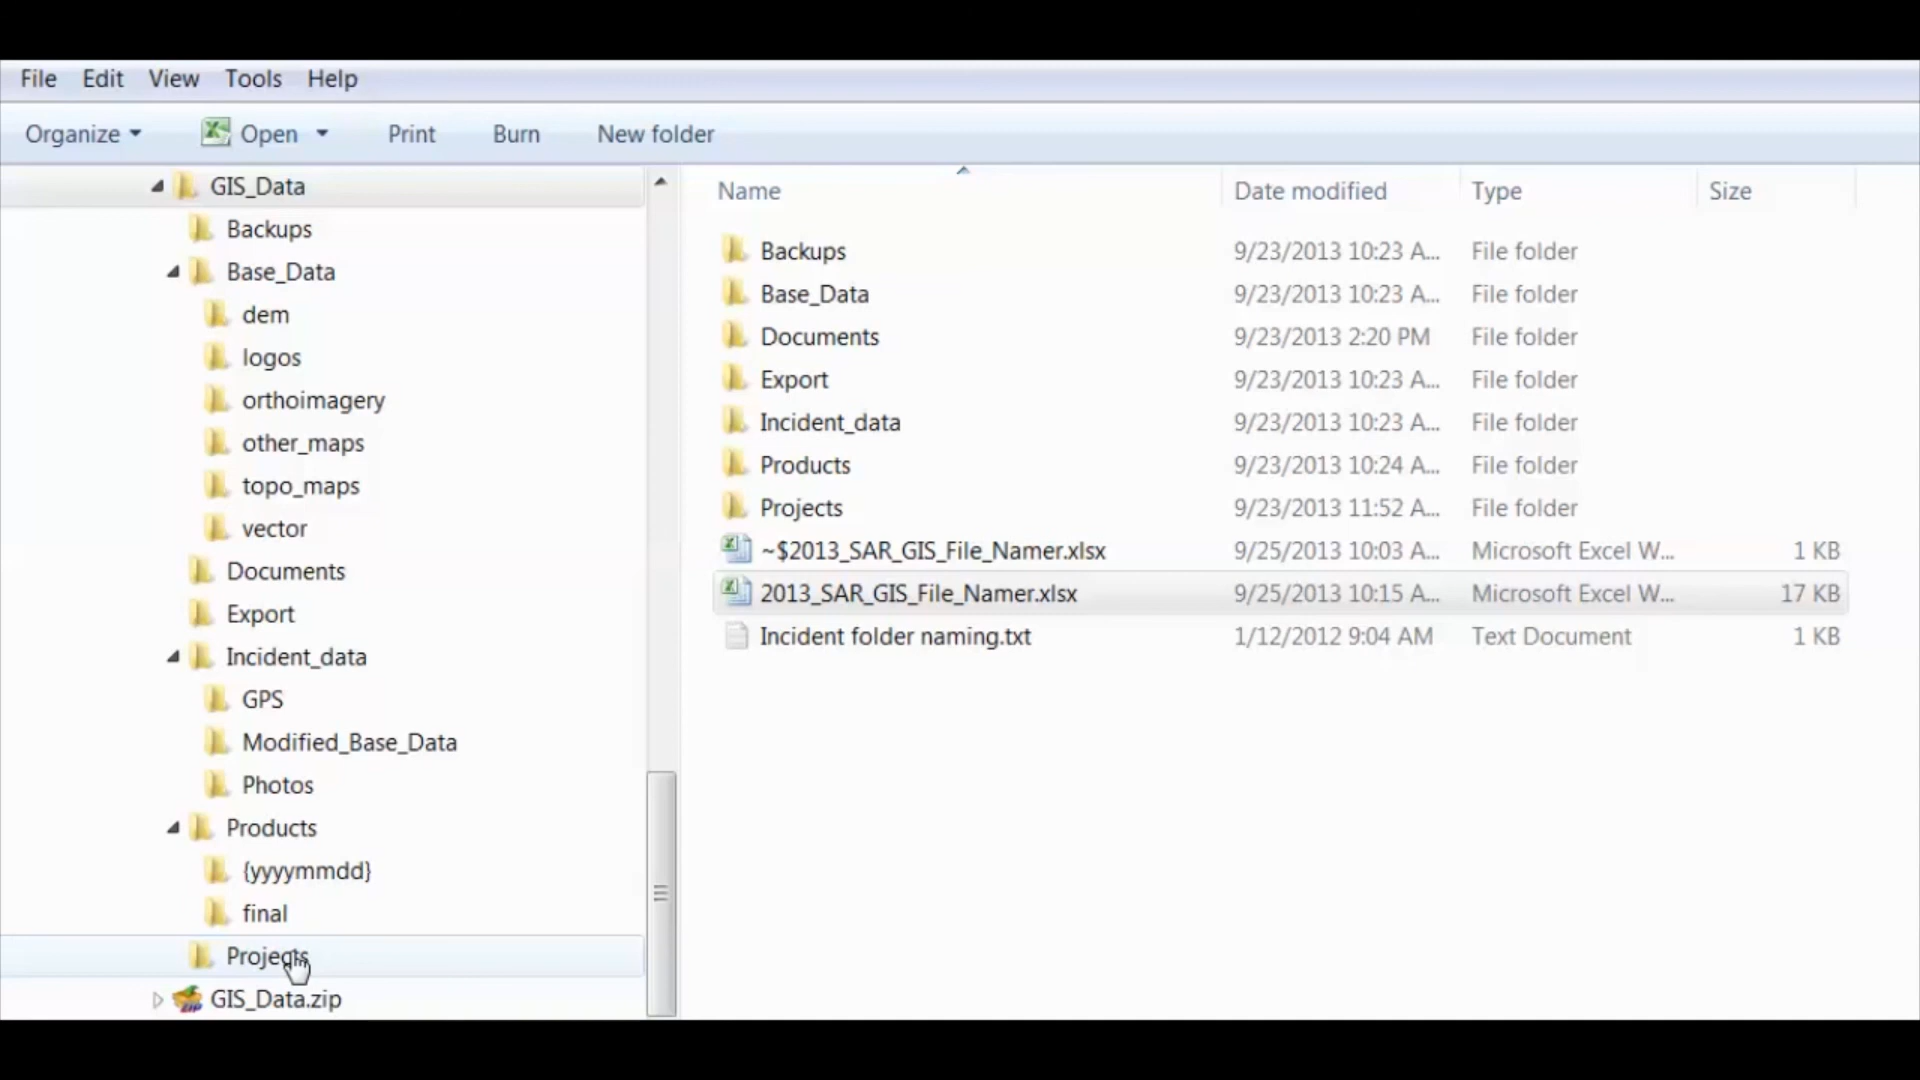 File Edit View Tools Help
Organize Open Print Burn New folder
GIS_Data
Backups
Base_Data
dem
logos
orthoimagery
other_maps
topo_maps
vector
Documents
Export
Incident_data
GPS
Modified_Base_Data
Photos
Products
{yyyymmdd}
final
Projects
GIS_Data.zip
Name Date modified Type Size
Backups 9/23/2013 10:23 A... File folder
Base_Data 9/23/2013 10:23 A... File folder
Documents 9/23/2013 2:20 PM File folder
Export 9/23/2013 10:23 A... File folder
Incident_data 9/23/2013 10:23 A... File folder
Products 9/23/2013 10:24 A... File folder
Projects 9/23/2013 11:52 A... File folder
~$2013_SAR_GIS_File_Namer.xlsx 9/25/2013 10:03 A... Microsoft Excel W... 1 KB
2013_SAR_GIS_File_Namer.xlsx 9/25/2013 10:15 A... Microsoft Excel W... 17 KB
Incident folder naming.txt 1/12/2012 9:04 AM Text Document 1 KB